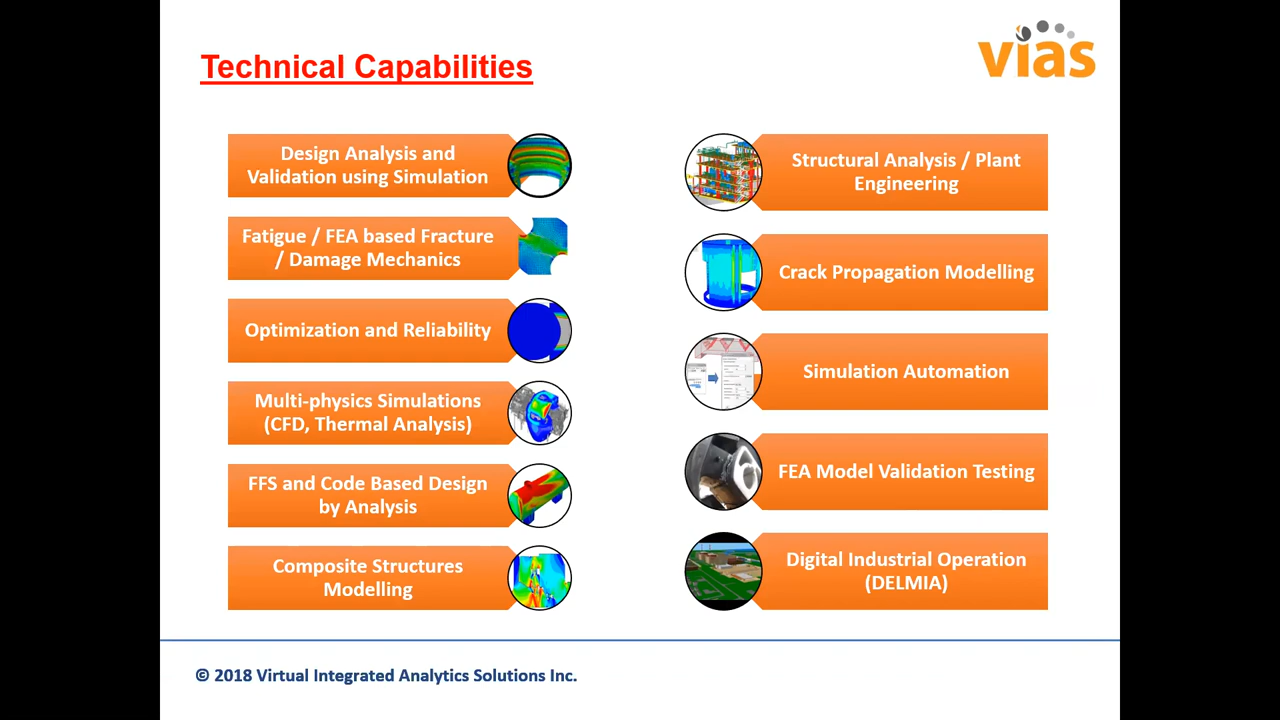 Technical Capabilities
vias
Design Analysis and
Validation using Simulation
Fatigue / FEA based Fracture
/ Damage Mechanics
Optimization and Reliability
Multi-physics Simulations
(CFD, Thermal Analysis)
FFS and Code Based Design
by Analysis
Composite Structures
Modelling
Structural Analysis / Plant
Engineering
Crack Propagation Modelling
Simulation Automation
FEA Model Validation Testing
Digital Industrial Operation
(DELMIA)
© 2018 Virtual Integrated Analytics Solutions Inc.